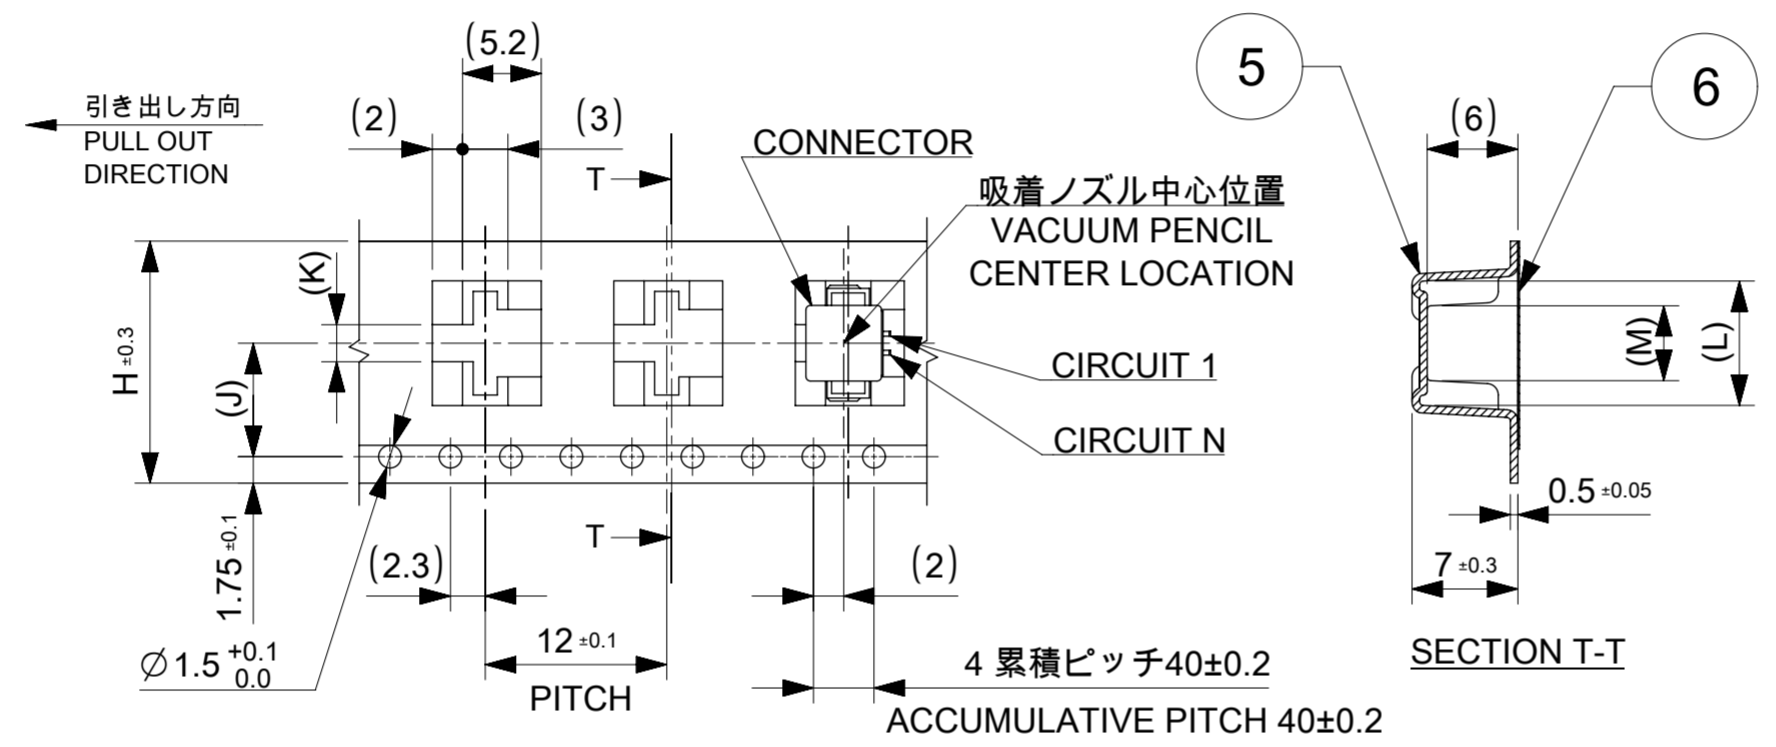 引き出し方向
PULL OUT
DIRECTION
(5.2)
(2)
(3)
T
CONNECTOR
吸着ノズル中心位置
VACUUM PENCIL
CENTER LOCATION
CIRCUIT 1
CIRCUIT N
H ±0.3
(K)
(J)
1.75 ±0.1
Ø1.5 +0.1
0.0
(2.3)
12 ±0.1
PITCH
T
(2)
4 累積ピッチ40±0.2
ACCUMULATIVE PITCH 40±0.2
5
6
(6)
(M)
(L)
0.5 ±0.05
7 ±0.3
SECTION T-T